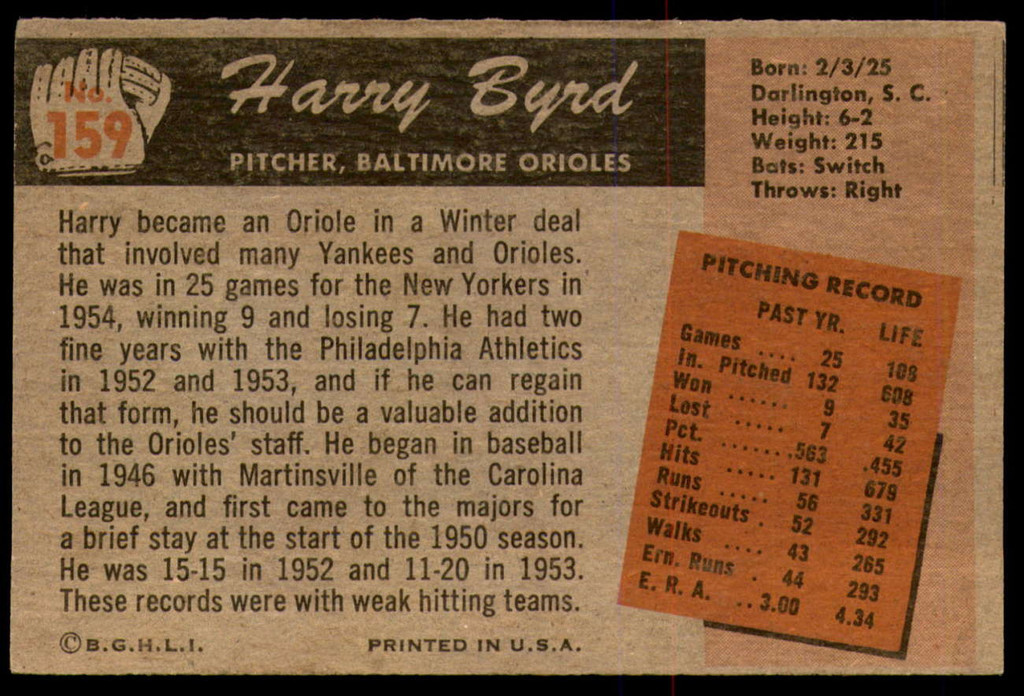 No.
159
Harry Byrd
PITCHER, BALTIMORE ORIOLES
Born: 2/3/25
Darlington, S. C.
Height: 6-2
Weight: 215
Bats: Switch
Throws: Right
Harry became an Oriole in a Winter deal
that involved many Yankees and Orioles.
He was in 25 games for the New Yorkers in
1954, winning 9 and losing 7. He had two
fine years with the Philadelphia Athletics
in 1952 and 1953, and if he can regain
that form, he should be a valuable addition
to the Orioles' staff. He began in baseball
in 1946 with Martinsville of the Carolina
League, and first came to the majors for
a brief stay at the start of the 1950 season.
He was 15-15 in 1952 and 11-20 in 1953.
These records were with weak hitting teams.
PITCHING RECORD
PAST YR. LIFE
Games .... 25 108
In. Pitched 132 608
Won ...... 9 35
Lost ..... 7 42
Pct. .......563 .455
Hits ..... 131 679
Runs ..... 56 331
Strikeouts . 52 292
Walks .... 43 265
Ern. Runs . 44 293
E. R. A. ..3.00 4.34
©B.G.H.L.I. PRINTED IN U.S.A.